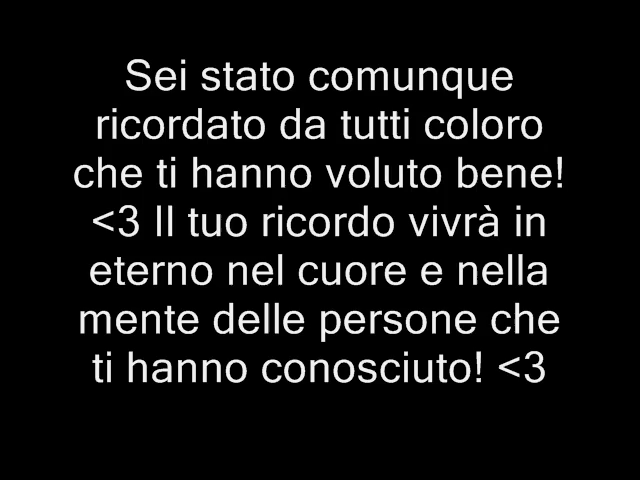 Sei stato comunque
ricordato da tutti coloro
che ti hanno voluto bene!
<3 Il tuo ricordo vivrà in
eterno nel cuore e nella
mente delle persone che
ti hanno conosciuto! <3